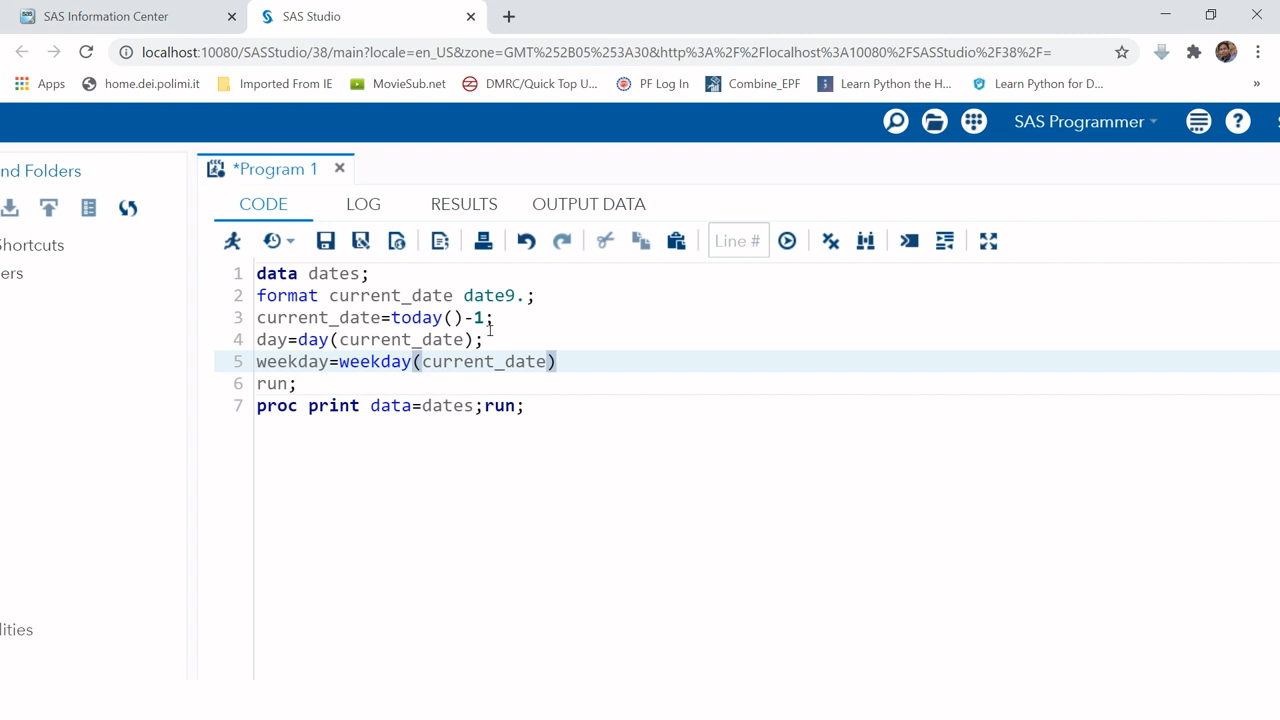 SAS Information Center
SAS Studio
localhost:10080/SASStudio/38/main?locale=en_US&zone=GMT%252B05%253A30&http%3A%2F%2Flocalhost%3A10080%2FSASStudio%2F38%2F=
Apps home.dei.polimi.it Imported From IE MovieSub.net DMRC/Quick Top U... PF Log In Combine_EPF Learn Python the H... Learn Python for D... »
SAS Programmer
nd Folders
*Program 1
CODE LOG RESULTS OUTPUT DATA
Line #
hortcuts
ers
lities
1 data dates;
2 format current_date date9.;
3 current_date=today()-1;
4 day=day(current_date);
5 weekday=weekday(current_date)
6 run;
7 proc print data=dates;run;